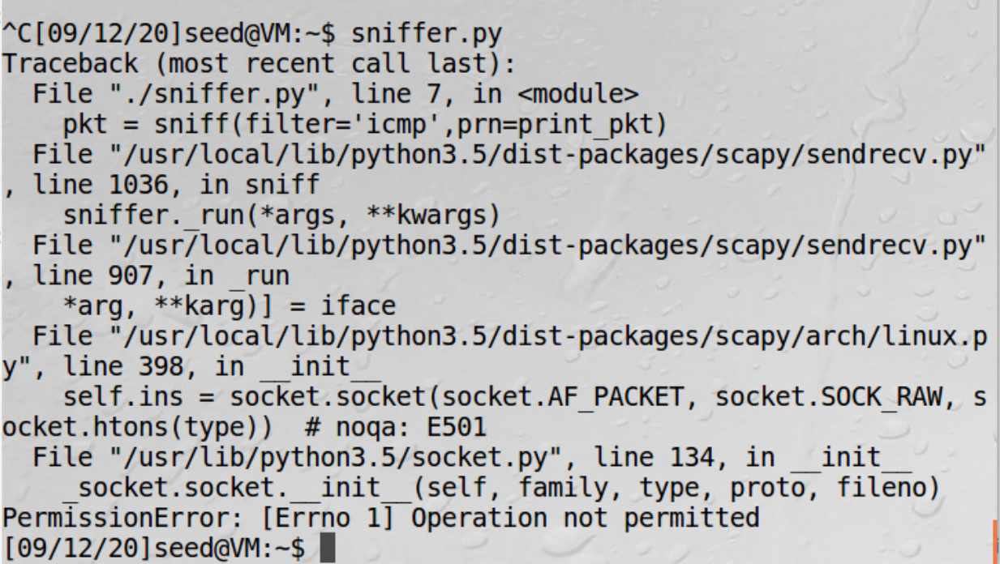 ^C[09/12/20]seed@VM:~$ sniffer.py
Traceback (most recent call last):
  File "./sniffer.py", line 7, in <module>
    pkt = sniff(filter='icmp',prn=print_pkt)
  File "/usr/local/lib/python3.5/dist-packages/scapy/sendrecv.py"
, line 1036, in sniff
    sniffer._run(*args, **kwargs)
  File "/usr/local/lib/python3.5/dist-packages/scapy/sendrecv.py"
, line 907, in _run
    *arg, **karg)] = iface
  File "/usr/local/lib/python3.5/dist-packages/scapy/arch/linux.p
y", line 398, in __init__
    self.ins = socket.socket(socket.AF_PACKET, socket.SOCK_RAW, s
ocket.htons(type))  # noqa: E501
  File "/usr/lib/python3.5/socket.py", line 134, in __init__
    _socket.socket.__init__(self, family, type, proto, fileno)
PermissionError: [Errno 1] Operation not permitted
[09/12/20]seed@VM:~$